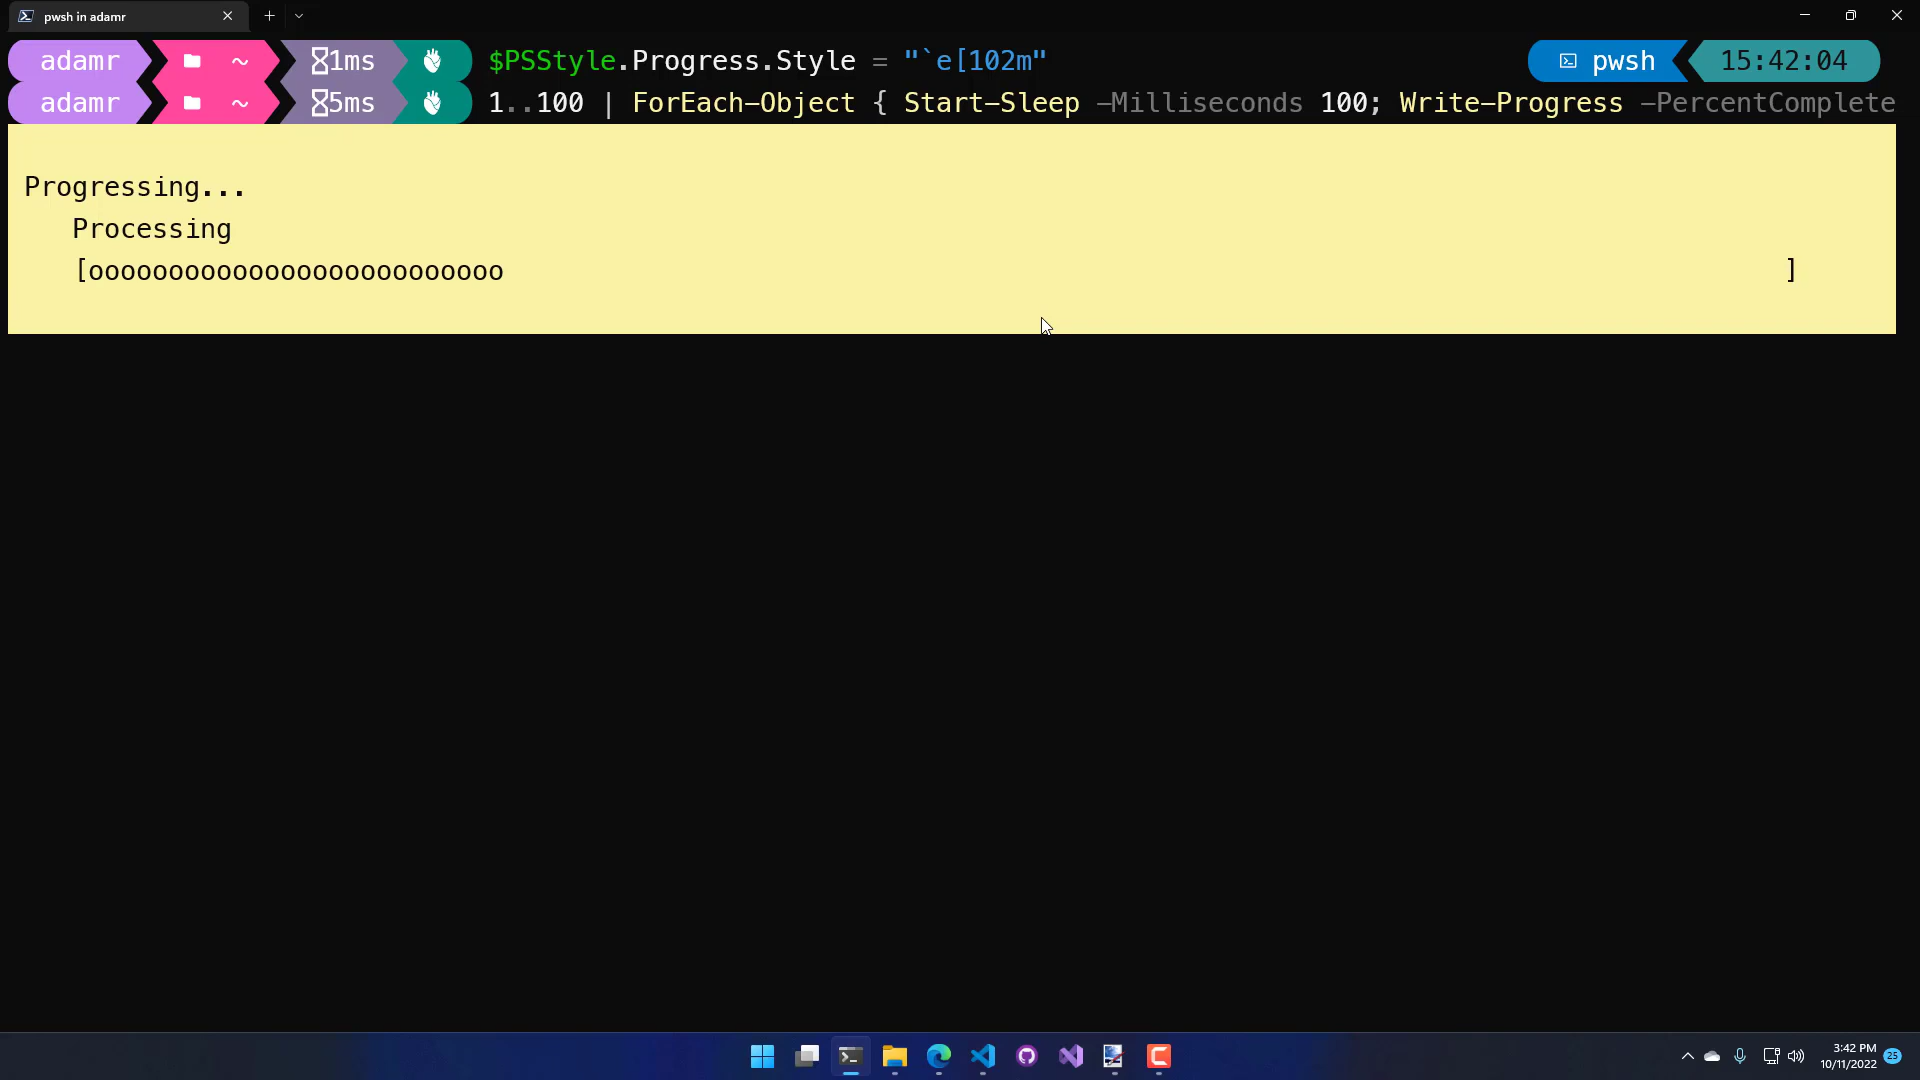 pwsh in adamr
adamr ~ 1ms $PSStyle.Progress.Style = "`e[102m" pwsh 15:42:04
adamr ~ 5ms 1..100 | ForEach-Object { Start-Sleep -Milliseconds 100; Write-Progress -PercentComplete
Progressing...
Processing
[oooooooooooooooooooooooooo ]
3:42 PM
10/11/2022
25